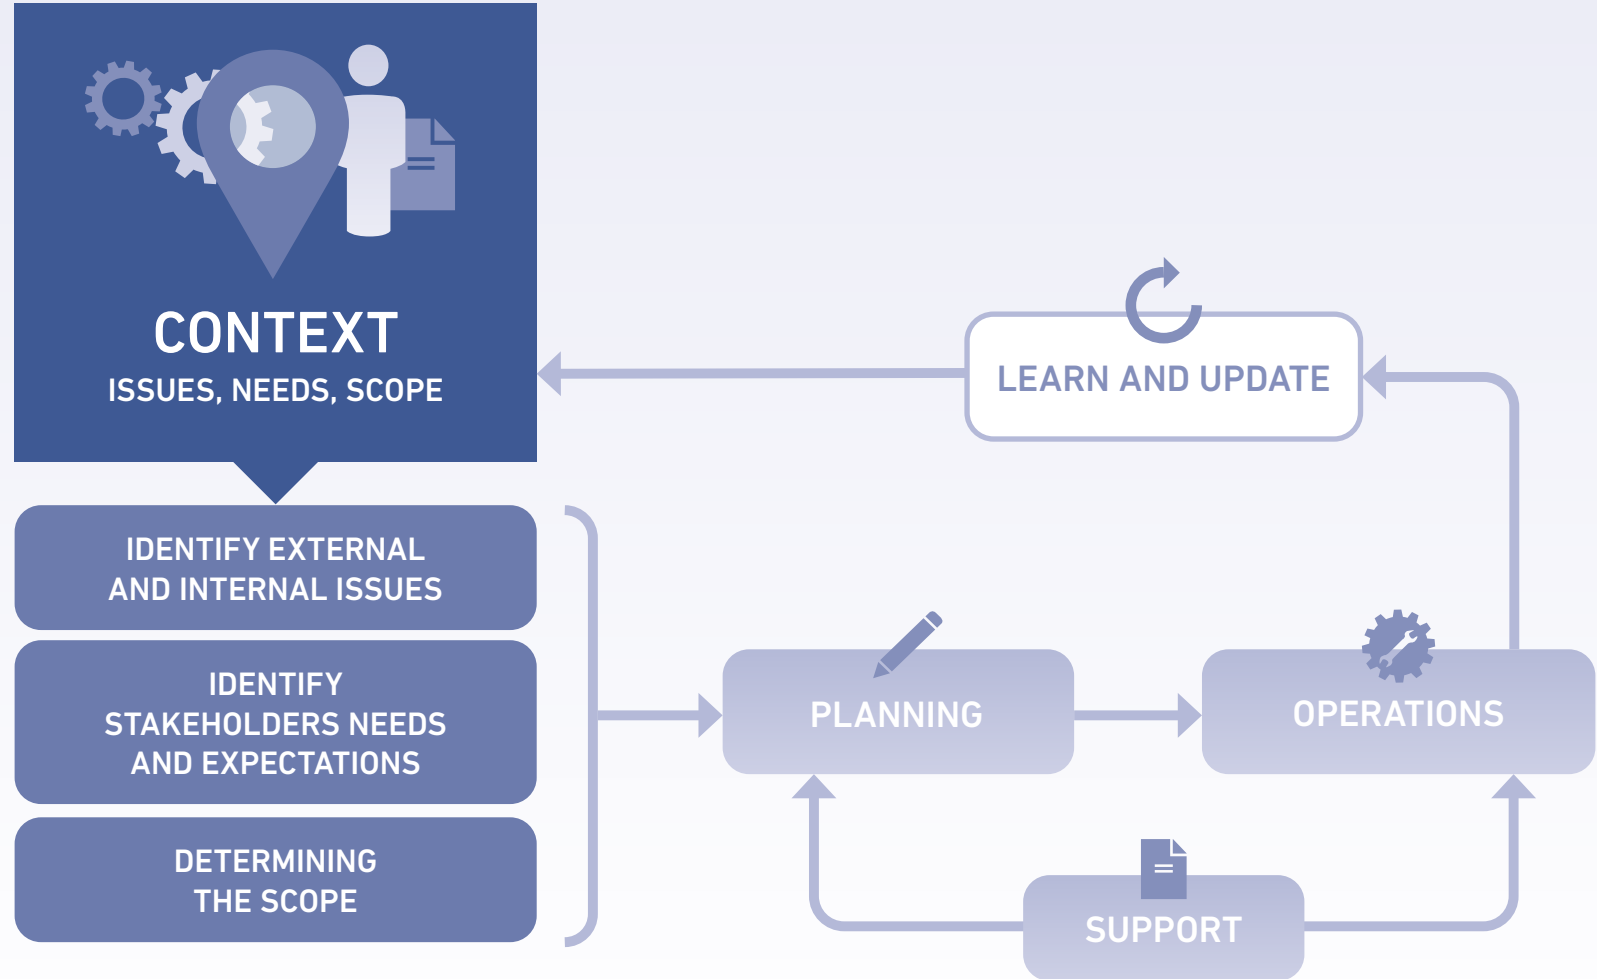 CONTEXT
ISSUES, NEEDS, SCOPE
LEARN AND UPDATE
IDENTIFY EXTERNAL
AND INTERNAL ISSUES
IDENTIFY
STAKEHOLDERS NEEDS
AND EXPECTATIONS
DETERMINING
THE SCOPE
PLANNING
OPERATIONS
SUPPORT